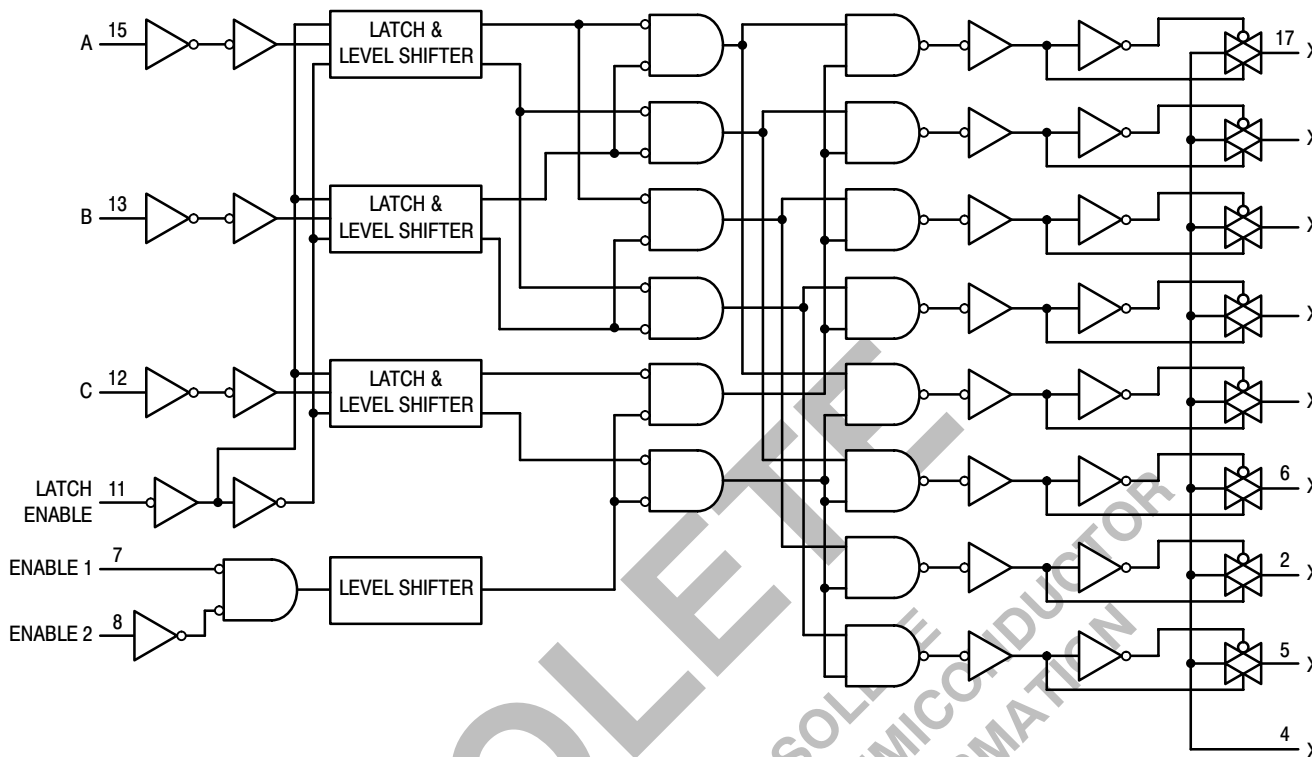 A 15
LATCH &
LEVEL SHIFTER
17 X
X
B 13
LATCH &
LEVEL SHIFTER
X
X
C 12
LATCH &
LEVEL SHIFTER
X
LATCH
ENABLE
11
6 X
ENABLE 1 7
LEVEL SHIFTER
2 X
ENABLE 2 8
5 X
4 X